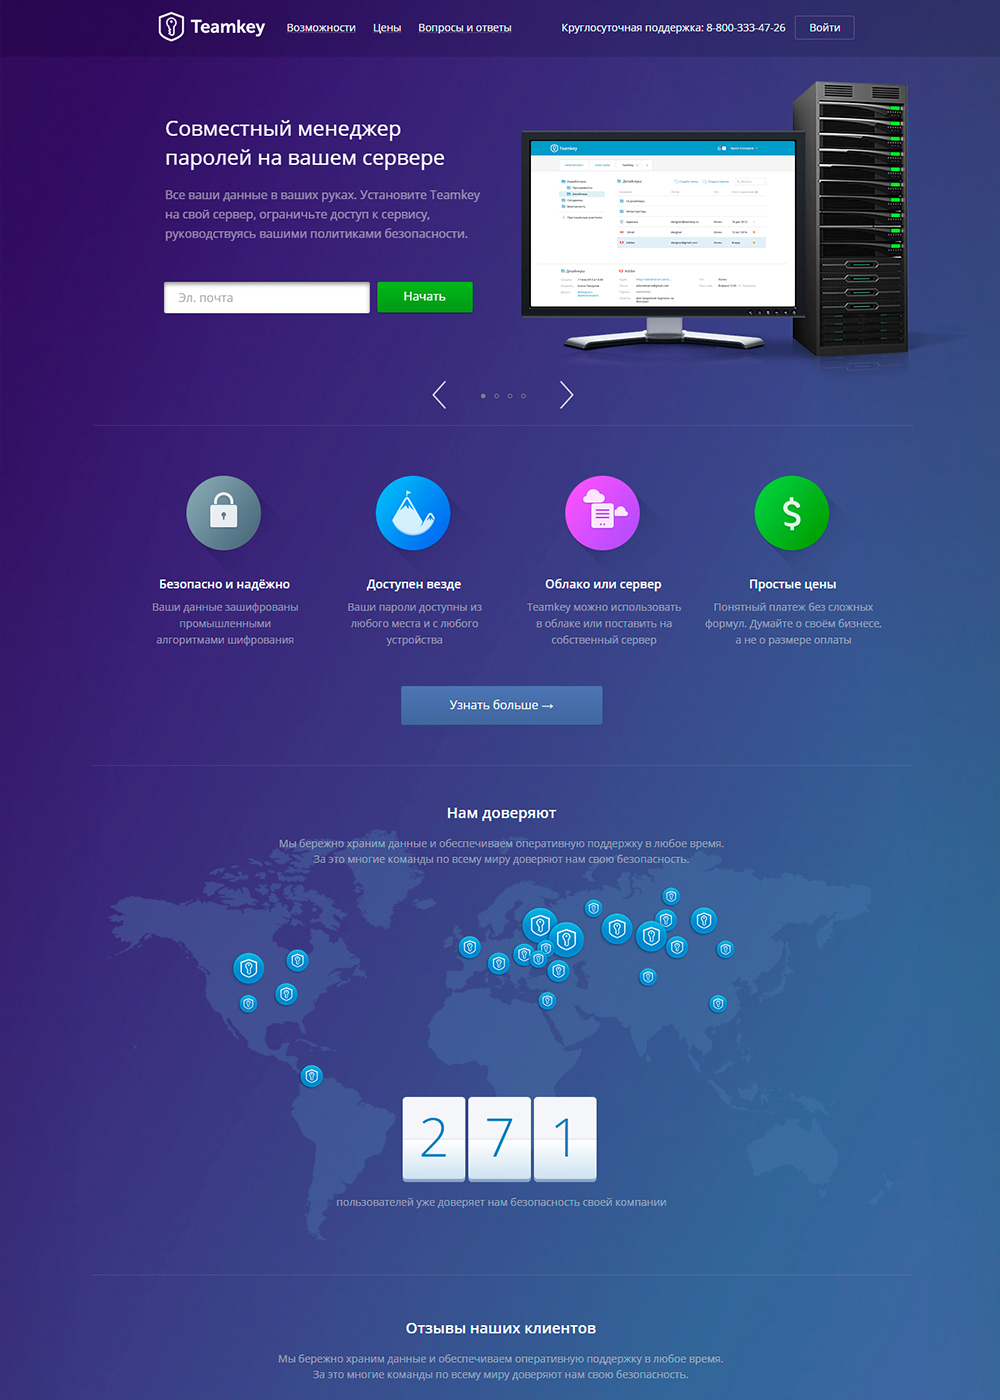 Teamkey
Возможности
Цены
Вопросы и ответы
Круглосуточная поддержка: 8-800-333-47-26
Войти
Совместный менеджер
паролей на вашем сервере
Все ваши данные в ваших руках. Установите Teamkey
на свой сервер, ограничьте доступ к сервису,
руководствуясь вашими политиками безопасности.
Эл. почта
Начать
Teamkey
Дизайнеры
Adobe
Безопасно и надёжно
Ваши данные зашифрованы
промышленными
алгоритмами шифрования
Доступен везде
Ваши пароли доступны из
любого места и с любого
устройства
Облако или сервер
Teamkey можно использовать
в облаке или поставить на
собственный сервер
$
Простые цены
Понятный платеж без сложных
формул. Думайте о своём бизнесе,
а не о размере оплаты
Узнать больше →
Нам доверяют
Мы бережно храним данные и обеспечиваем оперативную поддержку в любое время.
За это многие команды по всему миру доверяют нам свою безопасность.
2 7 1
пользователей уже доверяет нам безопасность своей компании
Отзывы наших клиентов
Мы бережно храним данные и обеспечиваем оперативную поддержку в любое время.
За это многие команды по всему миру доверяют нам свою безопасность.